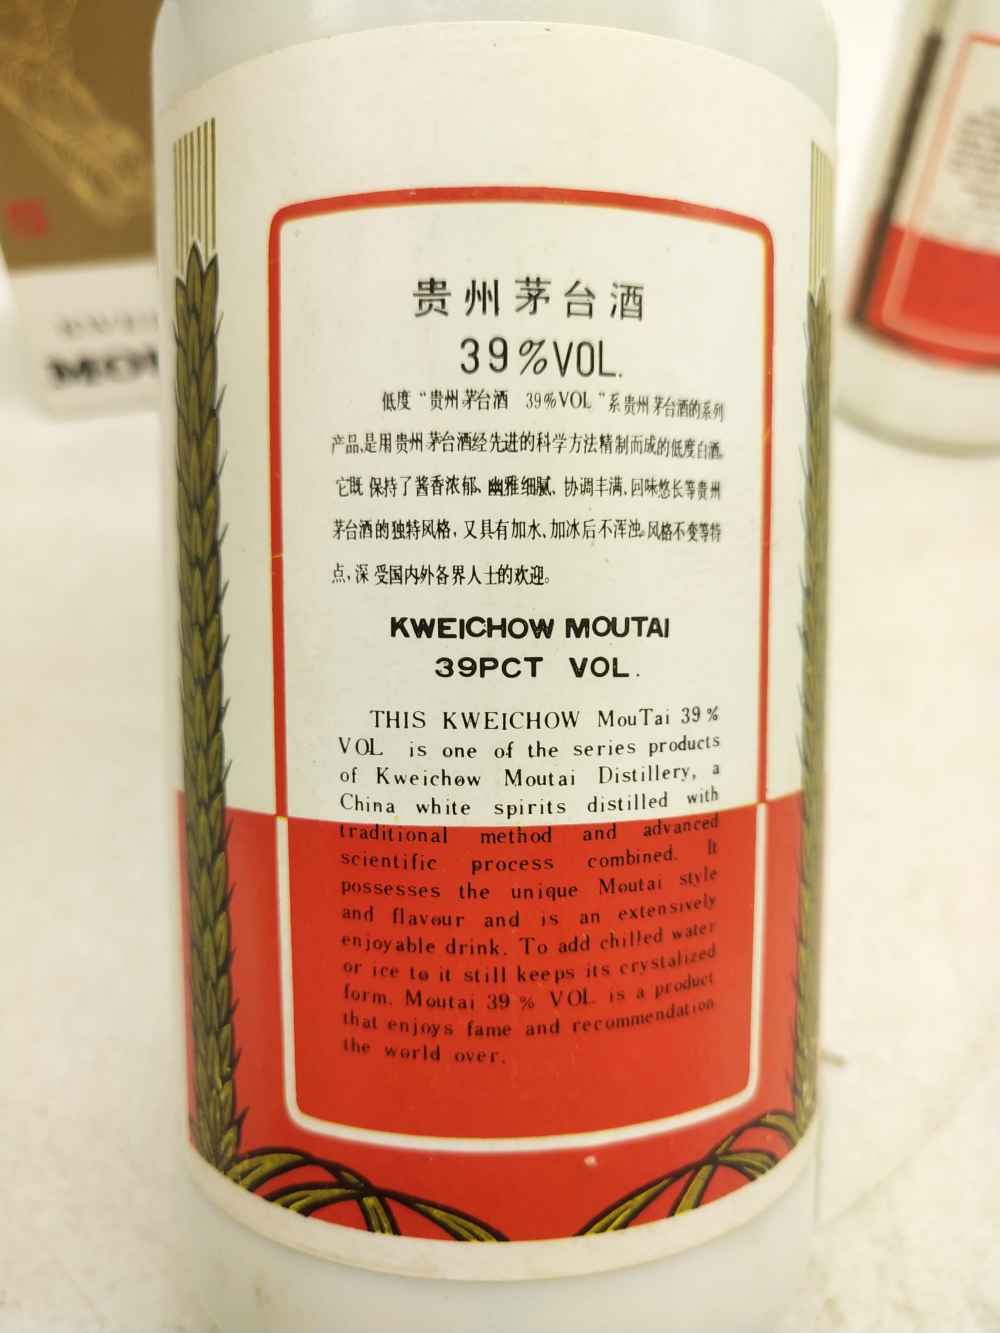 贵州茅台酒
39%VOL.
低度“贵州茅台酒 39%VOL”系贵州茅台酒的系列
产品,是用贵州茅台酒经先进的科学方法精制而成的低度白酒。
它既保持了酱香浓郁、幽雅细腻、协调丰满,回味悠长等贵州
茅台酒的独特风格,又具有加水、加冰后不浑浊。风格不变等特
点,深受国内外各界人士的欢迎。
KWEICHOW MOUTAI
39PCT VOL.
THIS KWEICHOW MouTai 39%
VOL is one of the series products
of Kweichow Moutai Distillery, a
China white spirits distilled with
traditional method and advanced
scientific process combined. It
possesses the unique Moutai style
and flavour and is an extensively
enjoyable drink. To add chilled water
or ice to it still keeps its crystalized
form. Moutai 39% VOL is a product
that enjoys fame and recommendation
the world over.